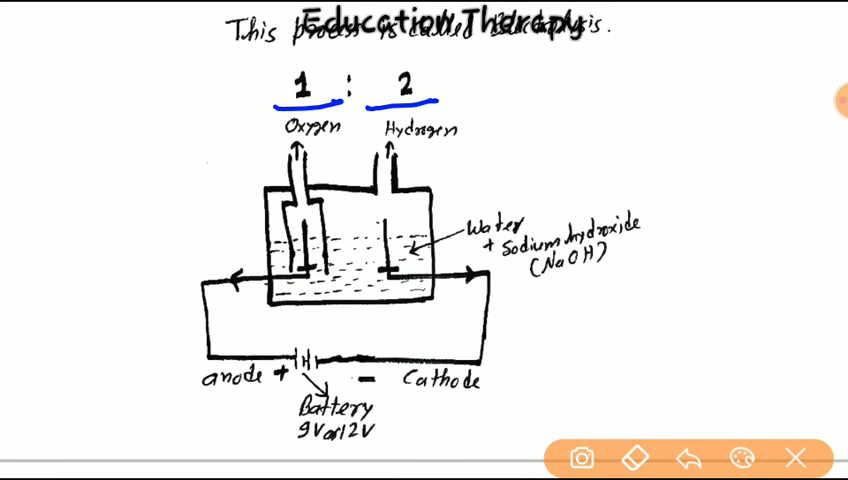 Education Therapy
This process is called Electrolysis.
1 : 2
Oxygen Hydrogen
Water
+ Sodium hydroxide
(NaOH)
anode + - Cathode
Battery
9V or 12V